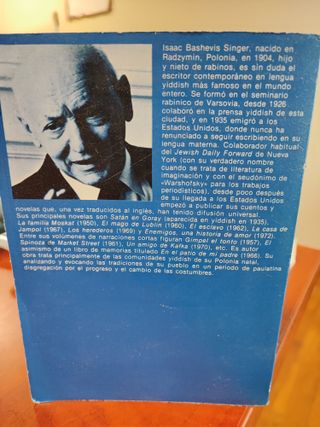 Isaac Bashevis Singer, nacido en
Radzymin, Polonia, en 1904, hijo
y nieto de rabinos, es sin duda el
escritor contemporáneo en lengua
yiddish más famoso en el mundo
entero. Se formó en el seminario
rabínico de Varsovia, desde 1926
colaboró en la prensa yiddish de esta
ciudad, y en 1935 emigró a los
Estados Unidos, donde nunca ha
renunciado a seguir escribiendo en su
lengua materna. Colaborador habitual
del Jewish Daily Forward de Nueva
York (con su verdadero nombre
cuando se trata de literatura de
imaginación y con el seudónimo de
«Warshofsky» para los trabajos
periodísticos), desde poco después
de su llegada a los Estados Unidos
empezó a publicar sus cuentos y
novelas que, una vez traducidos al inglés, han tenido difusión universal.
Sus principales novelas son Satán en Goray (aparecida en yiddish en 1935),
La familia Moskat (1950), El mago de Lublin (1960), El esclavo (1962), La casa de
Jampol (1967), Los herederos (1969) y Enemigos, una historia de amor (1972).
Entre sus volúmenes de narraciones cortas figuran Gimpel el tonto (1957), El
Spinoza de Market Street (1961), Un amigo de Kafka (1970), etc. Es autor
asimismo de un libro de memorias titulado En el patio de mi padre (1966). Su
obra trata principalmente de las comunidades yiddish de su Polonia natal,
analizando y evocando las tradiciones de su pueblo en un período de paulatina
disgregación por el progreso y el cambio de las costumbres.